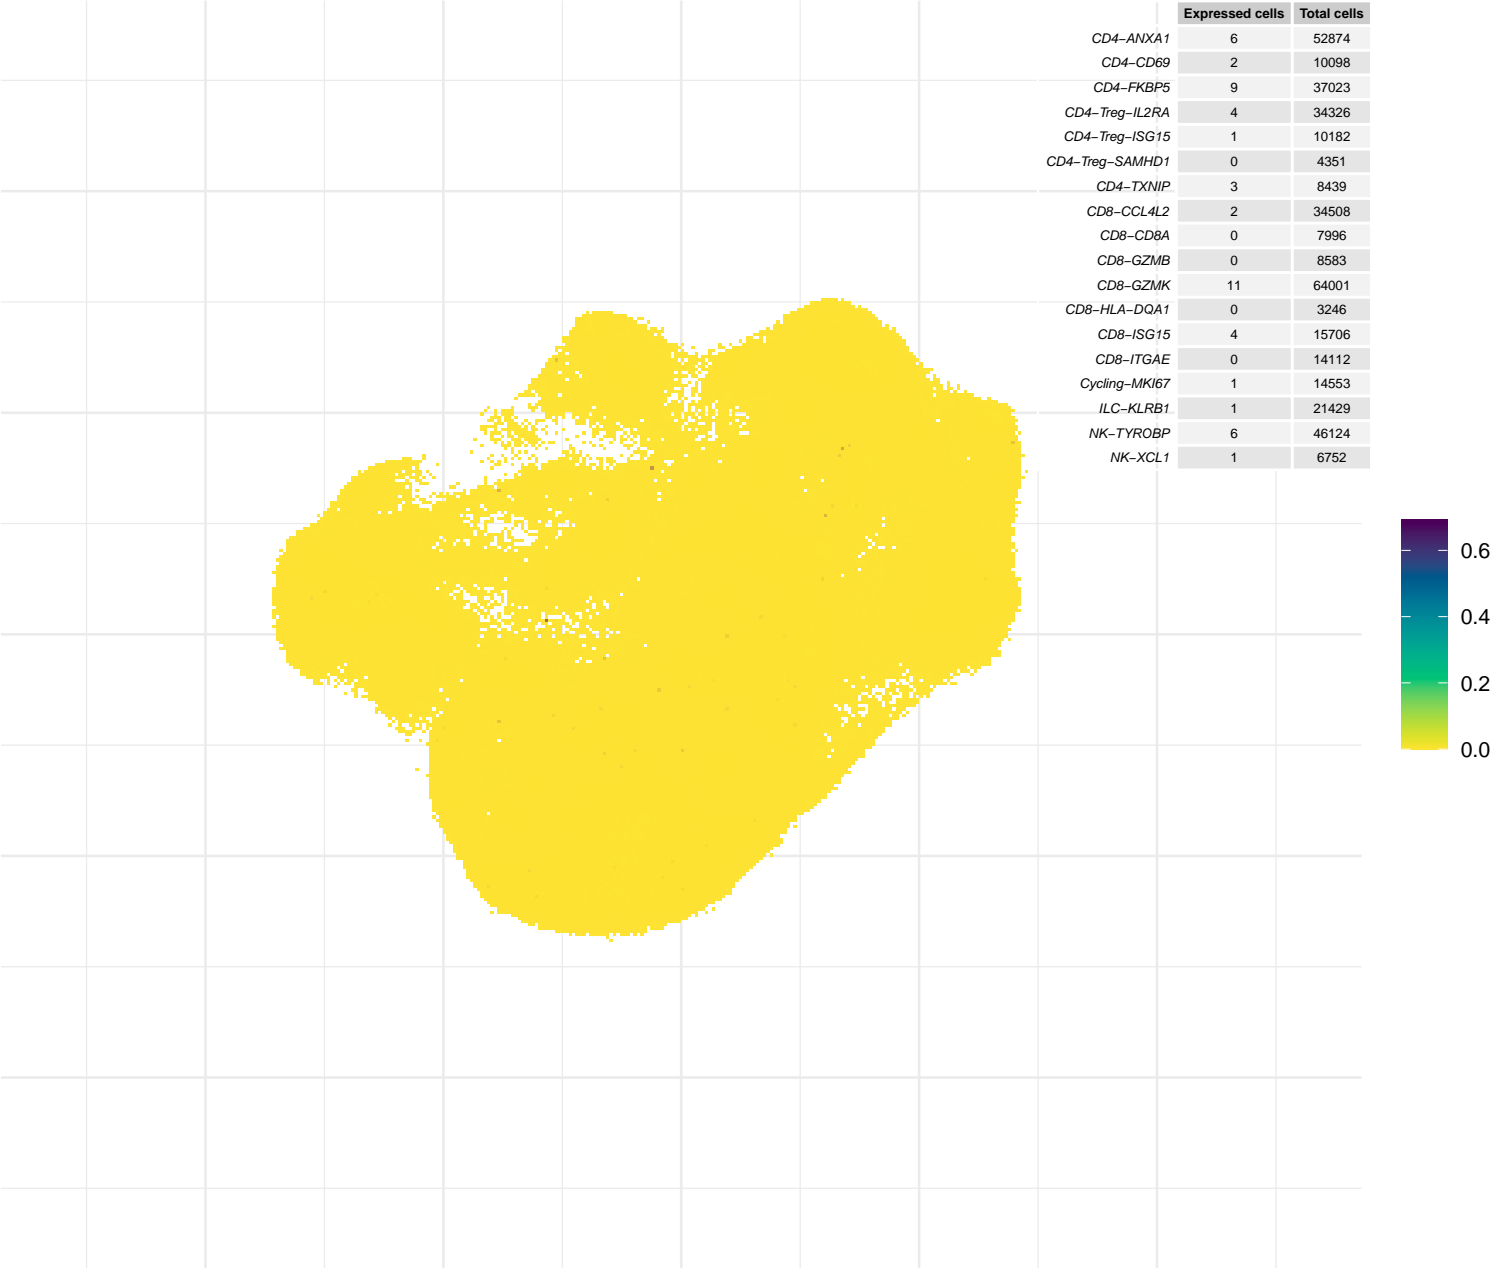 Expressed cells Total cells
CD4−ANXA1 6 52874
CD4−CD69 2 10098
CD4−FKBP5 9 37023
CD4−Treg−IL2RA 4 34326
CD4−Treg−ISG15 1 10182
CD4−Treg−SAMHD1 0 4351
CD4−TXNIP 3 8439
CD8−CCL4L2 2 34508
CD8−CD8A 0 7996
CD8−GZMB 0 8583
CD8−GZMK 11 64001
CD8−HLA−DQA1 0 3246
CD8−ISG15 4 15706
CD8−ITGAE 0 14112
Cycling−MKI67 1 14553
ILC−KLRB1 1 21429
NK−TYROBP 6 46124
NK−XCL1 1 6752
0.6
0.4
0.2
0.0